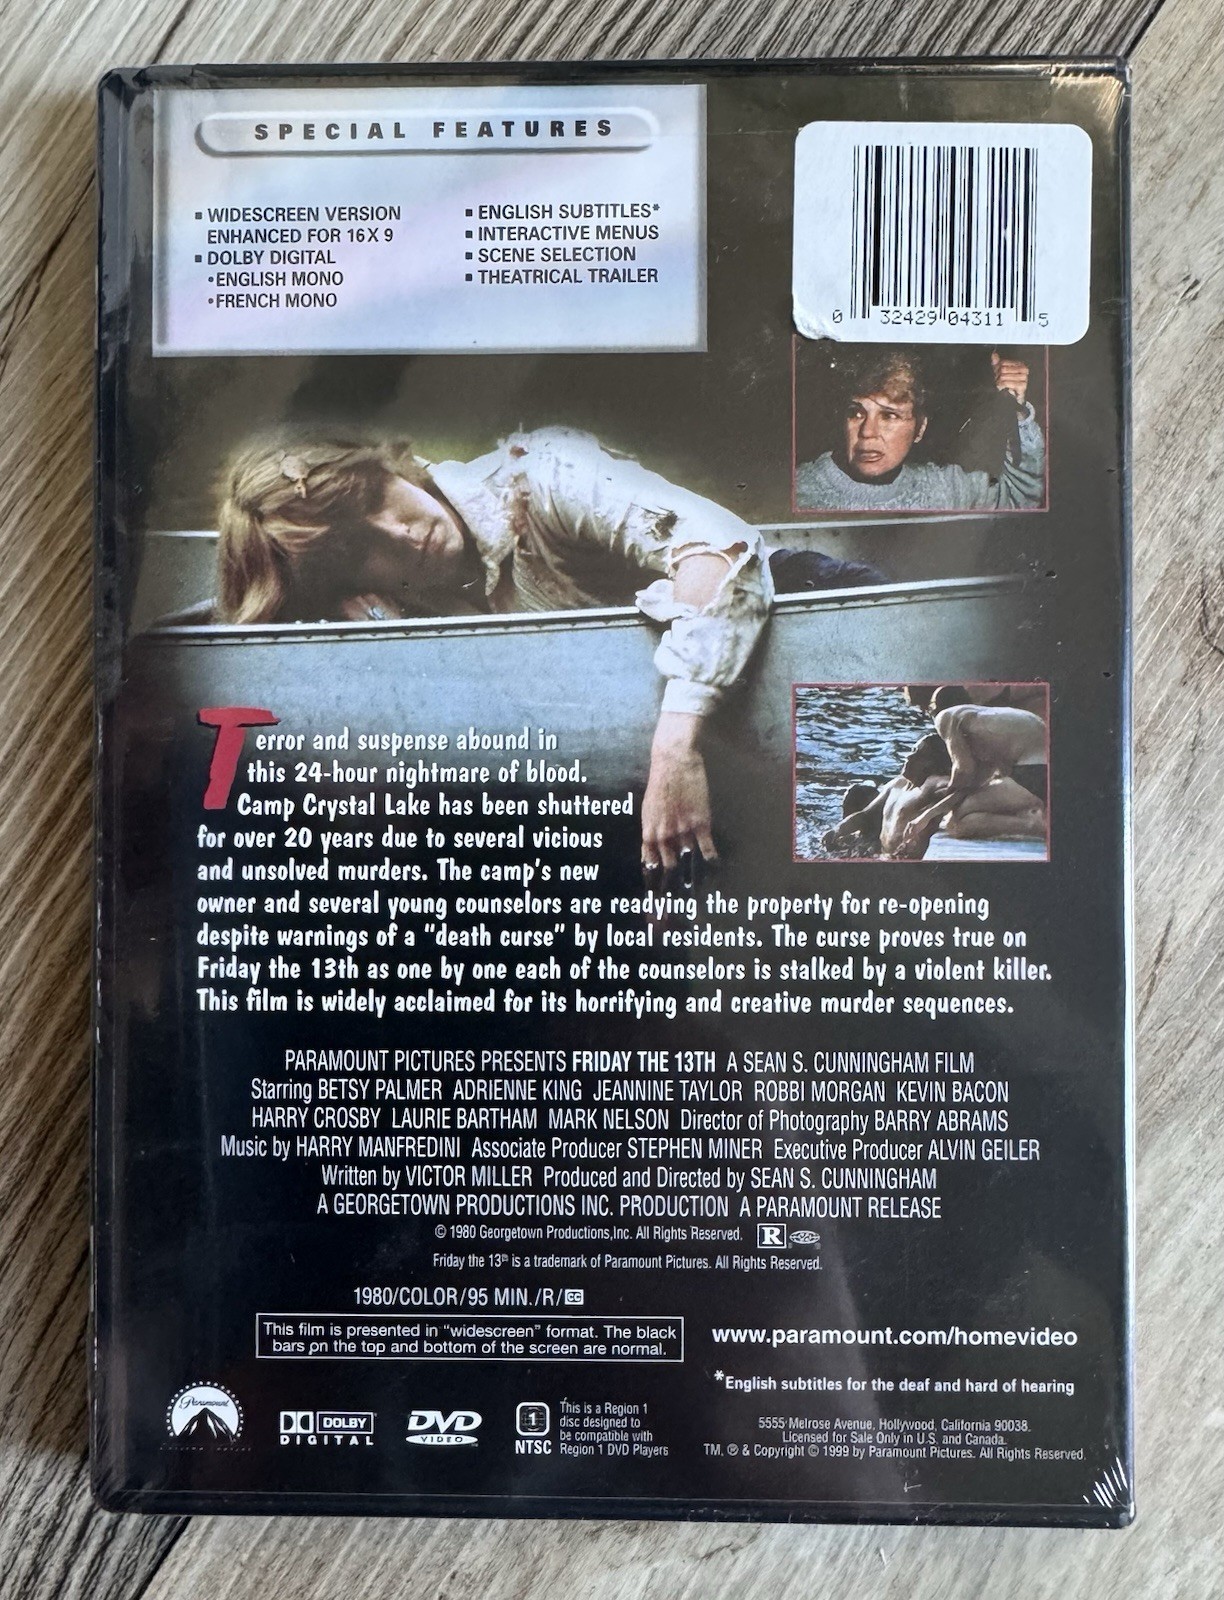 SPECIAL FEATURES
▪ WIDESCREEN VERSION
ENHANCED FOR 16X9
▪ DOLBY DIGITAL
•ENGLISH MONO
•FRENCH MONO
▪ ENGLISH SUBTITLES*
▪ INTERACTIVE MENUS
▪ SCENE SELECTION
▪ THEATRICAL TRAILER
0 32429 04311 5
Terror and suspense abound in
this 24-hour nightmare of blood.
Camp Crystal Lake has been shuttered
for over 20 years due to several vicious
and unsolved murders. The camp's new
owner and several young counselors are readying the property for re-opening
despite warnings of a "death curse" by local residents. The curse proves true on
Friday the 13th as one by one each of the counselors is stalked by a violent killer.
This film is widely acclaimed for its horrifying and creative murder sequences.
PARAMOUNT PICTURES PRESENTS FRIDAY THE 13TH A SEAN S. CUNNINGHAM FILM
Starring BETSY PALMER ADRIENNE KING JEANNINE TAYLOR ROBBI MORGAN KEVIN BACON
HARRY CROSBY LAURIE BARTHAM MARK NELSON Director of Photography BARRY ABRAMS
Music by HARRY MANFREDINI Associate Producer STEPHEN MINER Executive Producer ALVIN GEILER
Written by VICTOR MILLER Produced and Directed by SEAN S. CUNNINGHAM
A GEORGETOWN PRODUCTIONS INC. PRODUCTION A PARAMOUNT RELEASE
© 1980 Georgetown Productions,Inc. All Rights Reserved. R
Friday the 13th is a trademark of Paramount Pictures. All Rights Reserved.
1980/COLOR/95 MIN./R/CC
This film is presented in "widescreen" format. The black
bars on the top and bottom of the screen are normal.
www.paramount.com/homevideo
*English subtitles for the deaf and hard of hearing
Paramount
DOLBY
DIGITAL
DVD
VIDEO
1
NTSC
This is a Region 1
disc designed to
be compatible with
Region 1 DVD Players
5555 Melrose Avenue, Hollywood, California 90038.
Licensed for Sale Only in U.S. and Canada.
TM, ® & Copyright © 1999 by Paramount Pictures. All Rights Reserved.